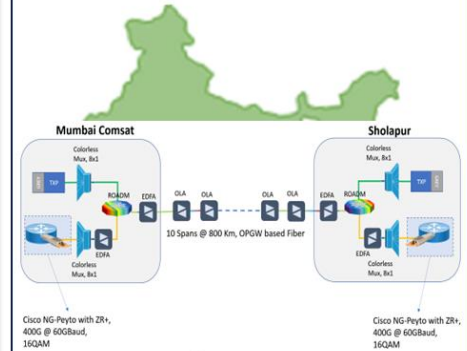 Mumbai Comsat
Sholapur
Colorless
Mux, 8x1
TXP
ROADM
EDFA
OLA
OLA
10 Spans @ 800 Km, OPGW based Fiber
EDFA
Colorless
Mux, 8x1
Cisco NG-Peyto with ZR+,
400G @ 60GBaud,
16QAM
OLA
OLA
EDFA
ROADM
Colorless
Mux, 8x1
TXP
EDFA
Colorless
Mux, 8x1
Cisco NG-Peyto with ZR+,
400G @ 60GBaud,
16QAM